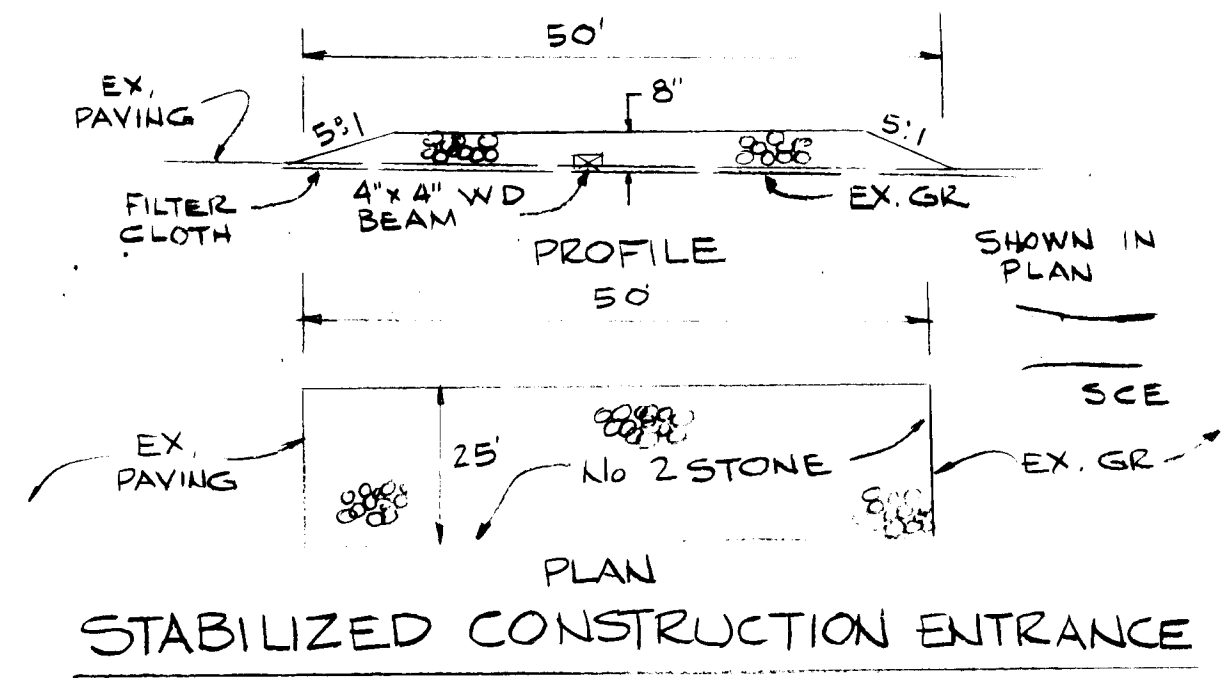 50'
EX.
PAVING
5:1
8"
5:1
FILTER
CLOTH
4" x 4" WD
BEAM
EX. GR
PROFILE
SHOWN IN
PLAN
50'
SCE
EX.
PAVING
25'
No 2 STONE
EX. GR
PLAN
STABILIZED CONSTRUCTION ENTRANCE